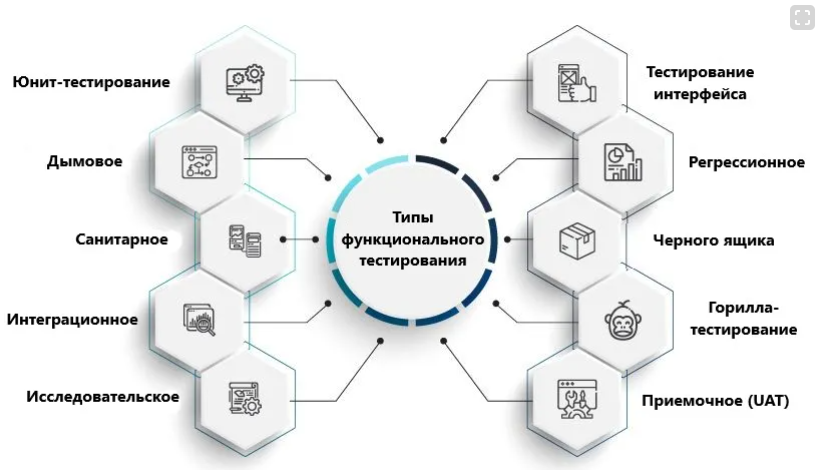 Юнит-тестирование
Дымовое
Санитарное
Интеграционное
Исследовательское
Типы
функционального
тестирования
Тестирование
интерфейса
Регрессионное
Черного ящика
Горилла-
тестирование
Приемочное (UAT)